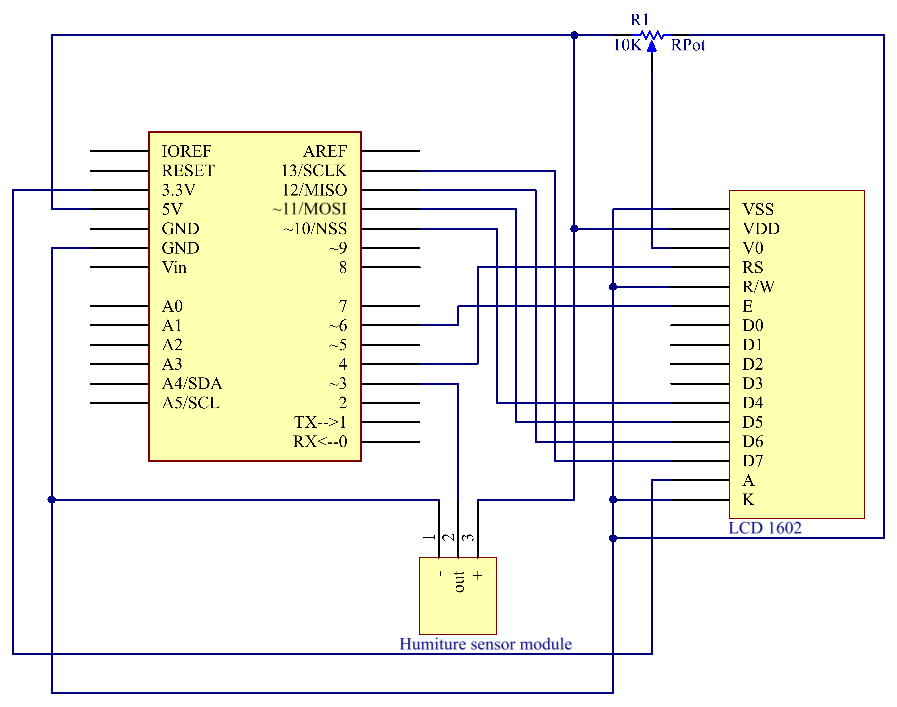 R1
10K RPot
IOREF AREF
RESET 13/SCLK
3.3V 12/MISO
5V ~11/MOSI
GND ~10/NSS
GND ~9
Vin 8
A0 7
A1 ~6
A2 ~5
A3 4
A4/SDA ~3
A5/SCL 2
TX-->1
RX<--0
VSS
VDD
V0
RS
R/W
E
D0
D1
D2
D3
D4
D5
D6
D7
A
K
LCD 1602
1 2 3
- out +
Humiture sensor module